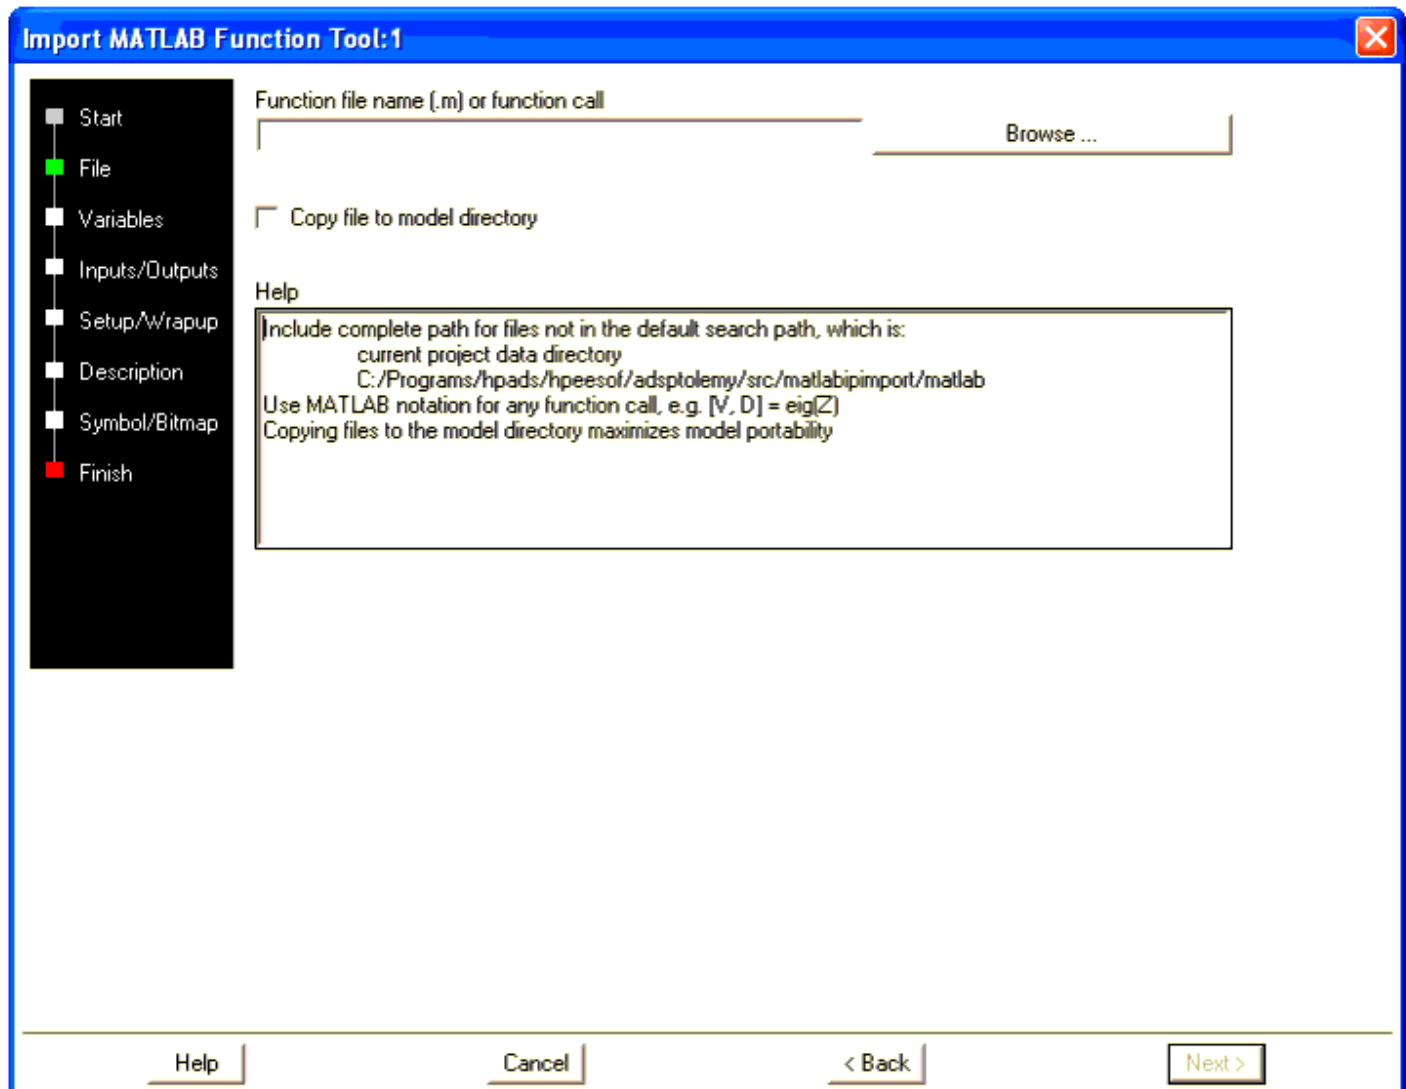 Import MATLAB Function Tool:1
Start
File
Variables
Inputs/Outputs
Setup/Wrapup
Description
Symbol/Bitmap
Finish
Function file name (.m) or function call
Browse ...
Copy file to model directory
Help
Include complete path for files not in the default search path, which is:
current project data directory
C:/Programs/hpads/hpeesof/adsptolemy/src/matlabipimport/matlab
Use MATLAB notation for any function call, e.g. [V, D] = eig(Z)
Copying files to the model directory maximizes model portability
Help
Cancel
< Back
Next >